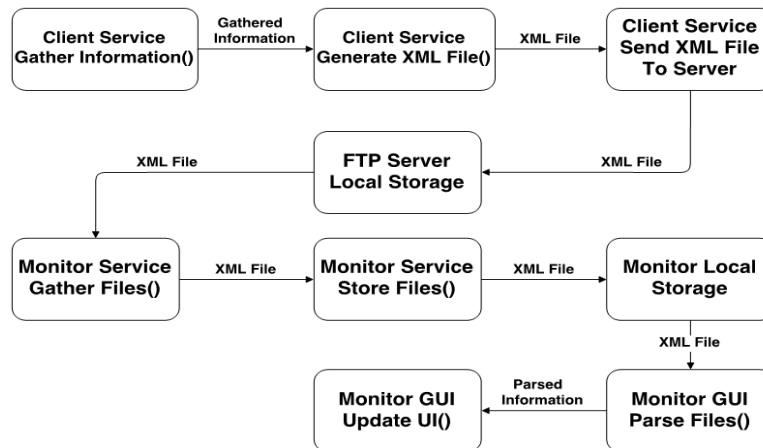 Client Service
Gather Information()
Gathered
Information
Client Service
Generate XML File()
XML File
Client Service
Send XML File
To Server
XML File
FTP Server
Local Storage
XML File
Monitor Service
Gather Files()
XML File
Monitor Service
Store Files()
XML File
Monitor Local
Storage
XML File
Monitor GUI
Parse Files()
Parsed
Information
Monitor GUI
Update UI()